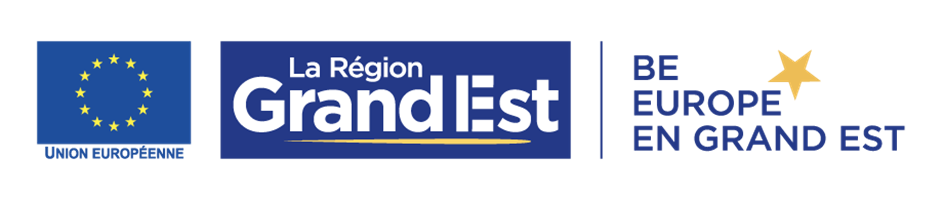 UNION EUROPÉENNE
La Région
Grand Est
BE
EUROPE
EN GRAND EST